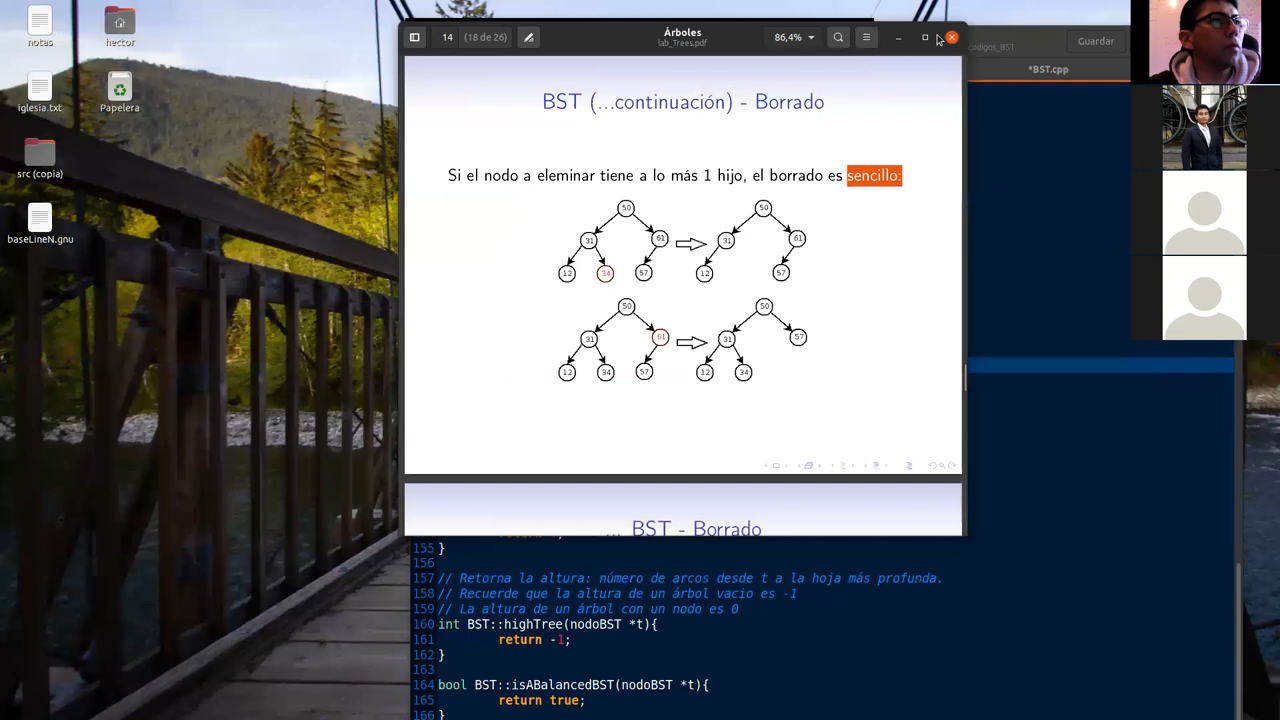 notas
hector
iglesia.txt
Papelera
src (copia)
baseLineN.gnu
14
(18 de 26)
Árboles
lab_Trees.pdf
86,4%
codigos_BST
Guardar
*BST.cpp
BST (...continuación) - Borrado
Si el nodo a eleminar tiene a lo más 1 hijo, el borrado es sencillo:
50
50
31
61
31
61
12
34
57
12
57
50
50
31
61
31
57
12
34
57
12
34
... BST - Borrado
155 }
156
157 // Retorna la altura: número de arcos desde t a la hoja más profunda.
158 // Recuerde que la altura de un árbol vacio es -1
159 // La altura de un árbol con un nodo es 0
160 int BST::highTree(nodoBST *t){
161 return -1;
162 }
163
164 bool BST::isABalancedBST(nodoBST *t){
165 return true;
166 }